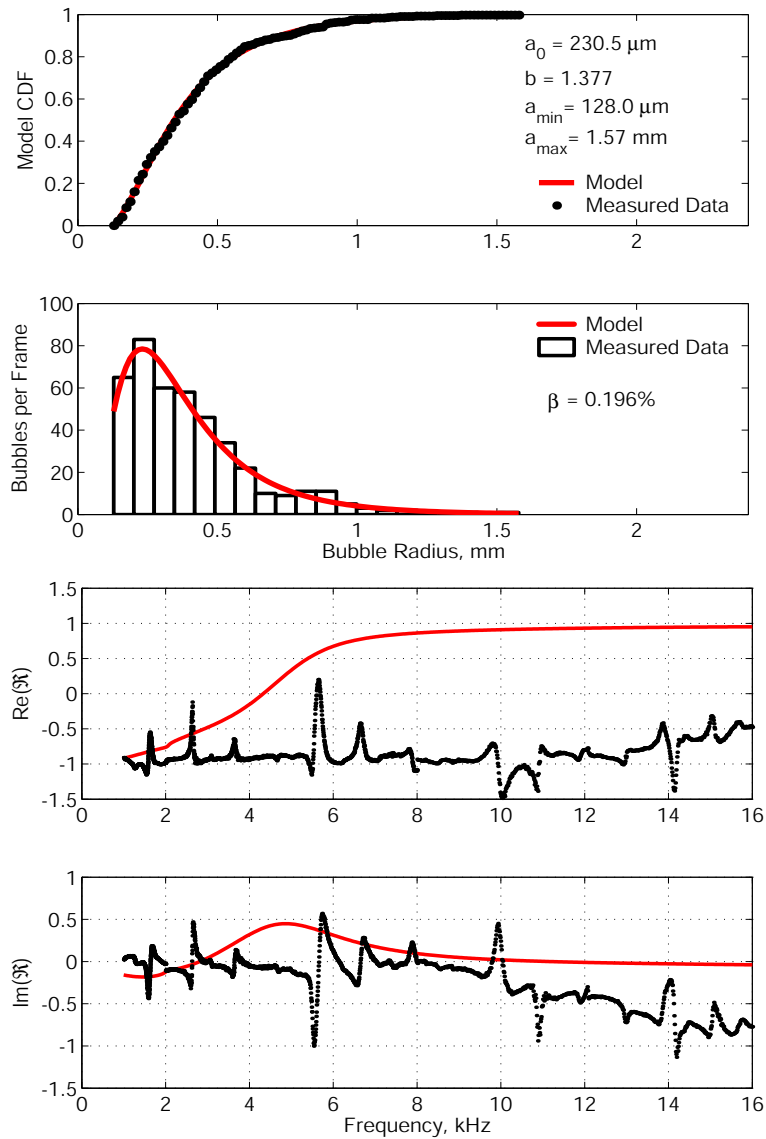 1
0.8
0.6
0.4
0.2
0
Model CDF
a0 = 230.5 μm
b = 1.377
amin = 128.0 μm
amax = 1.57 mm
Model
Measured Data
0 0.5 1 1.5 2
100
80
60
40
20
0
Bubbles per Frame
Model
Measured Data
β = 0.196%
0 0.5 1 1.5 2
Bubble Radius, mm
1.5
1
0.5
0
-0.5
-1
-1.5
Re(ℜ)
0 2 4 6 8 10 12 14 16
1
0.5
0
-0.5
-1
-1.5
Im(ℜ)
0 2 4 6 8 10 12 14 16
Frequency, kHz